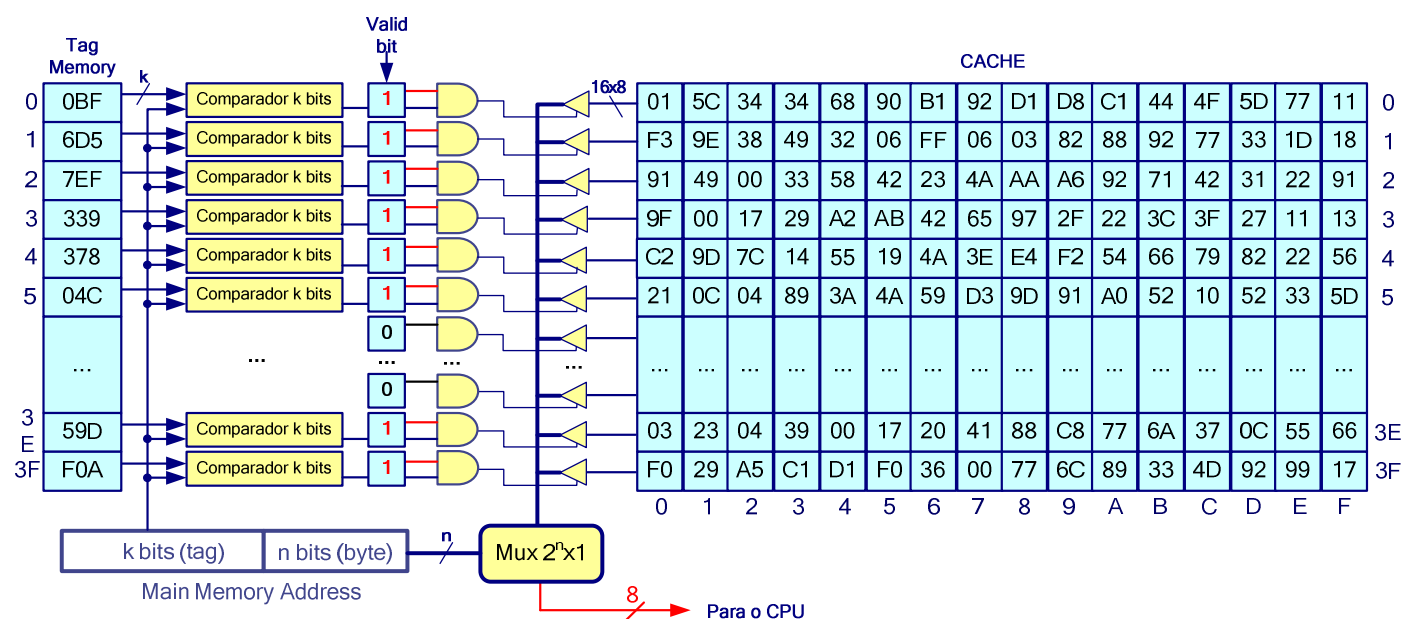 Valid
bit
Tag
Memory
k
CACHE
16x8
0 0BF Comparador k bits 1 01 5C 34 34 68 90 B1 92 D1 D8 C1 44 4F 5D 77 11 0
1 6D5 Comparador k bits 1 F3 9E 38 49 32 06 FF 06 03 82 88 92 77 33 1D 18 1
2 7EF Comparador k bits 1 91 49 00 33 58 42 23 4A AA A6 92 71 42 31 22 91 2
3 339 Comparador k bits 1 9F 00 17 29 A2 AB 42 65 97 2F 22 3C 3F 27 11 13 3
4 378 Comparador k bits 1 C2 9D 7C 14 55 19 4A 3E E4 F2 54 66 79 82 22 56 4
5 04C Comparador k bits 1 21 0C 04 89 3A 4A 59 D3 9D 91 A0 52 10 52 33 5D 5
0
... ... ... ... ... ... ... ... ... ... ... ... ... ... ... ... ... ... ... ... ...
0
3E 59D Comparador k bits 1 03 23 04 39 00 17 20 41 88 C8 77 6A 37 0C 55 66 3E
3F F0A Comparador k bits 1 F0 29 A5 C1 D1 F0 36 00 77 6C 89 33 4D 92 99 17 3F
0 1 2 3 4 5 6 7 8 9 A B C D E F
k bits (tag) n bits (byte) n Mux 2ⁿx1
Main Memory Address
8
Para o CPU